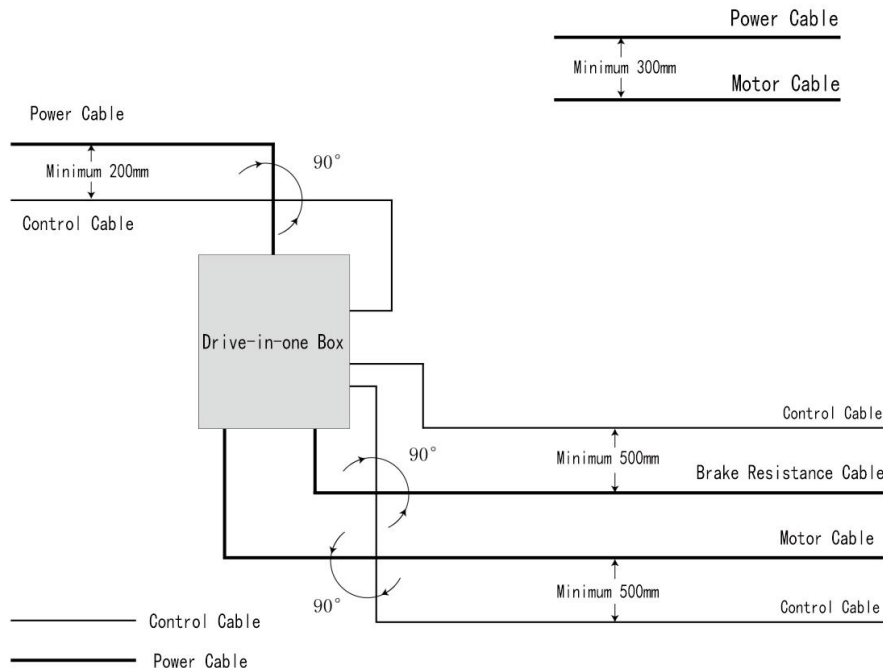 Power Cable
Minimum 300mm
Motor Cable
Power Cable
Minimum 200mm
90°
Control Cable
Drive-in-one Box
Control Cable
90°
Minimum 500mm
Brake Resistance Cable
Motor Cable
Minimum 500mm
90°
Control Cable
Control Cable
Power Cable